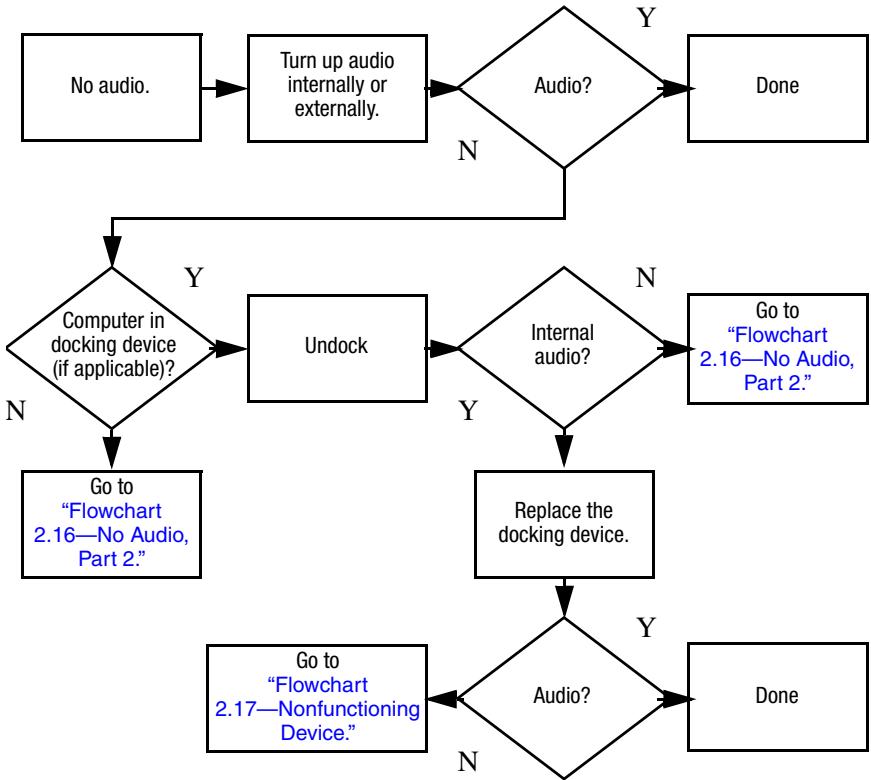 Y
No audio.
Turn up audio
internally or
externally.
Audio?
Done
N
Y
N
Computer in
docking device
(if applicable)?
Undock
Internal
audio?
Go to
“Flowchart
2.16—No Audio,
Part 2.”
N
Y
Go to
“Flowchart
2.16—No Audio,
Part 2.”
Replace the
docking device.
Y
Go to
“Flowchart
2.17—Nonfunctioning
Device.”
Audio?
Done
N